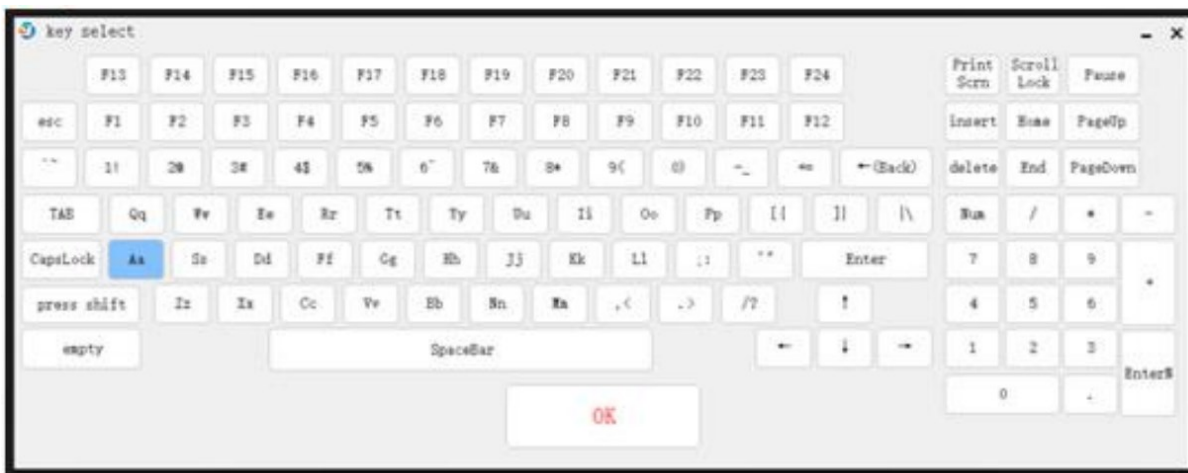 key select
F13 F14 F15 F16 F17 F18 F19 F20 F21 F22 F23 F24 Print Scrn Scroll Lock Pause
esc F1 F2 F3 F4 F5 F6 F7 F8 F9 F10 F11 F12 insert Home PageUp
`~ 1! 2@ 3# 4$ 5% 6^ 7& 8* 9( 0) -_ += ←(Back) delete End PageDown
TAB Qq Ww Ee Rr Tt Yy Uu Ii Oo Pp [{ ]} |\ Num / * -
CapsLock Aa Ss Dd Ff Gg Hh Jj Kk Ll ;: Enter 7 8 9 +
press shift Zz Xx Cc Vv Bb Nn Mm ,< .> /? ↑ 4 5 6
empty SpaceBar ← ↓ → 1 2 3 EnterN
0 .
OK